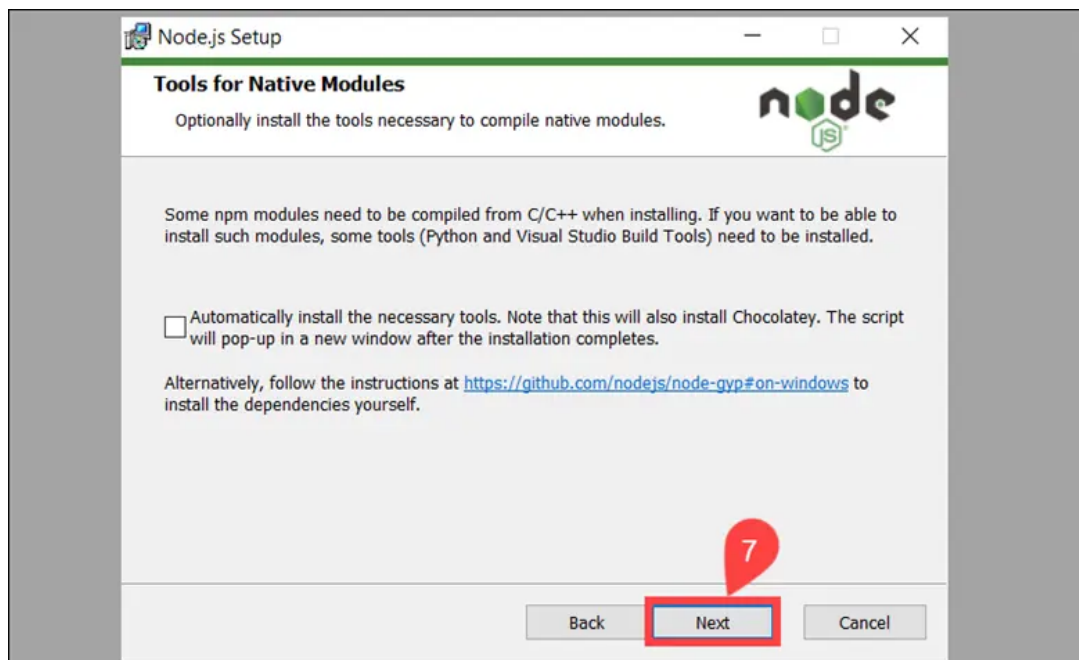 Node.js Setup
Tools for Native Modules
Optionally install the tools necessary to compile native modules.
node
JS
Some npm modules need to be compiled from C/C++ when installing. If you want to be able to
install such modules, some tools (Python and Visual Studio Build Tools) need to be installed.
Automatically install the necessary tools. Note that this will also install Chocolatey. The script
will pop-up in a new window after the installation completes.
Alternatively, follow the instructions at https://github.com/nodejs/node-gyp#on-windows to
install the dependencies yourself.
7
Back Next Cancel